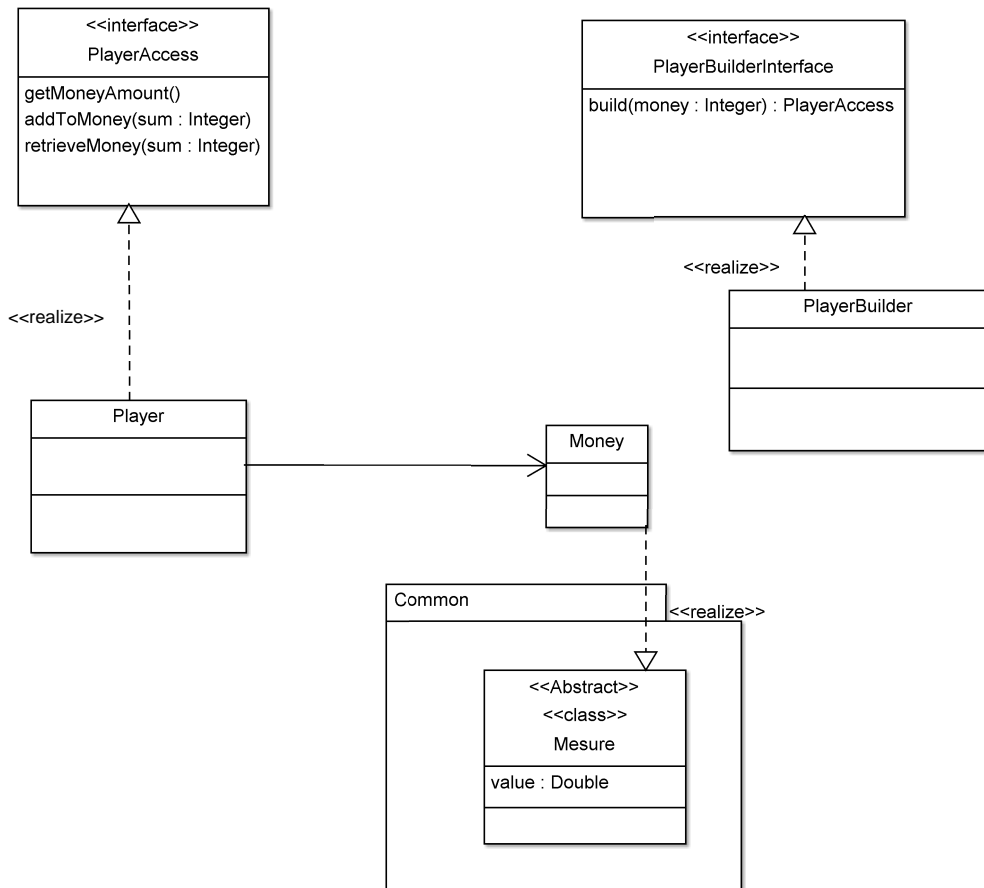 <<interface>>
PlayerAccess
getMoneyAmount()
addToMoney(sum : Integer)
retrieveMoney(sum : Integer)
<<interface>>
PlayerBuilderInterface
build(money : Integer) : PlayerAccess
<<realize>>
<<realize>>
PlayerBuilder
Player
Money
Common
<<realize>>
<<Abstract>>
<<class>>
Mesure
value : Double